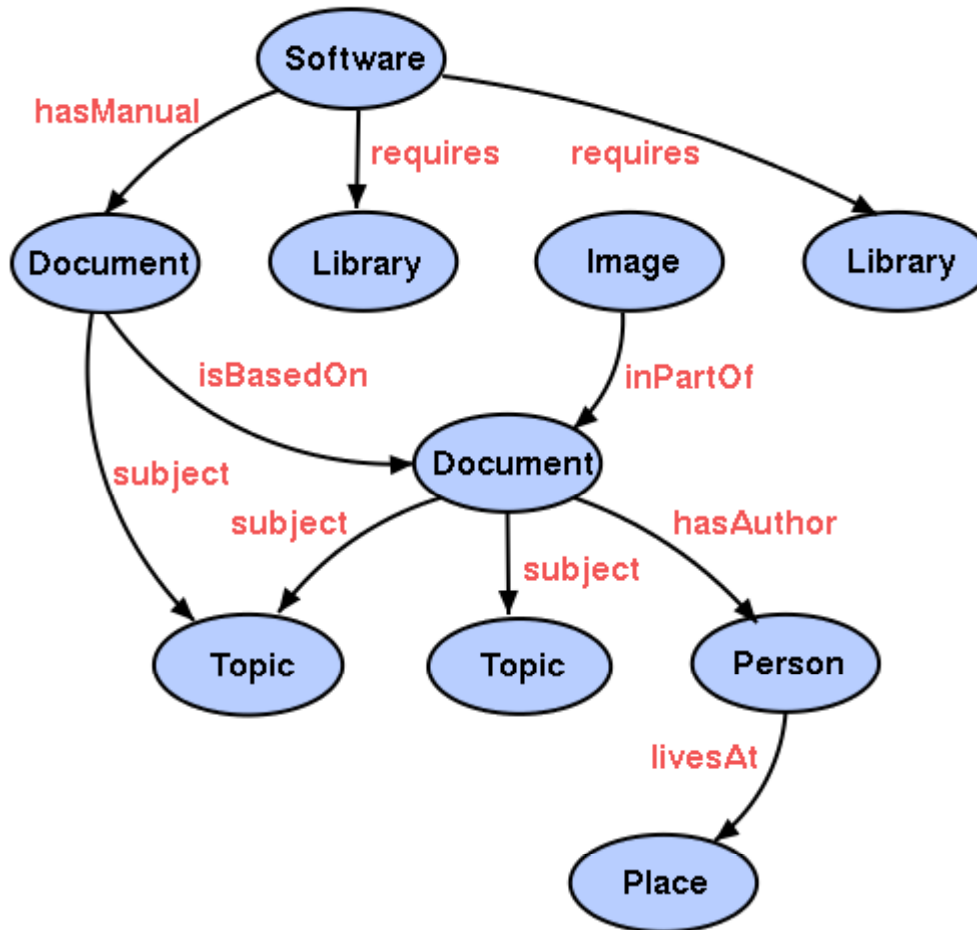 Software
hasManual
requires
requires
Document
Library
Image
Library
isBasedOn
inPartOf
Document
subject
subject
hasAuthor
subject
Topic
Topic
Person
livesAt
Place